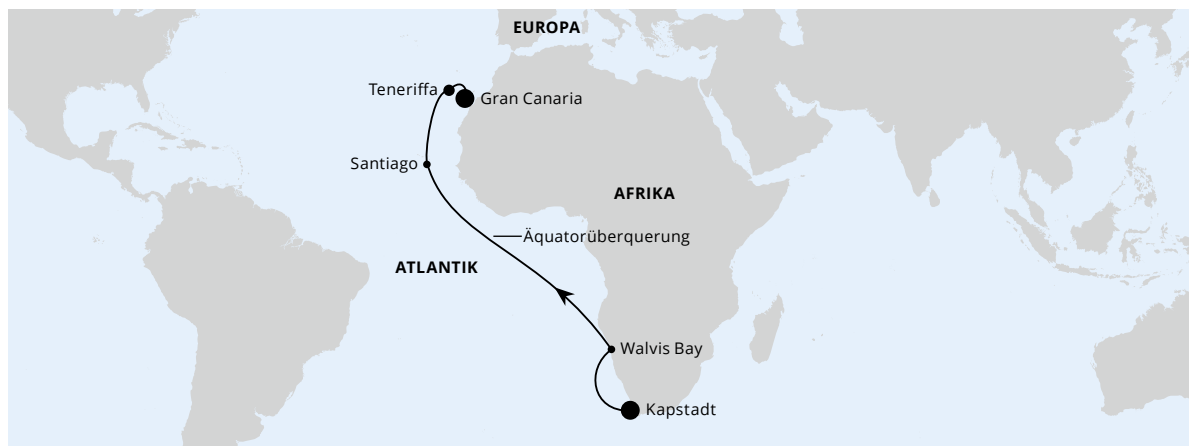 EUROPA
Teneriffa
Gran Canaria
Santiago
AFRIKA
Äquatorüberquerung
ATLANTIK
Walvis Bay
Kapstadt